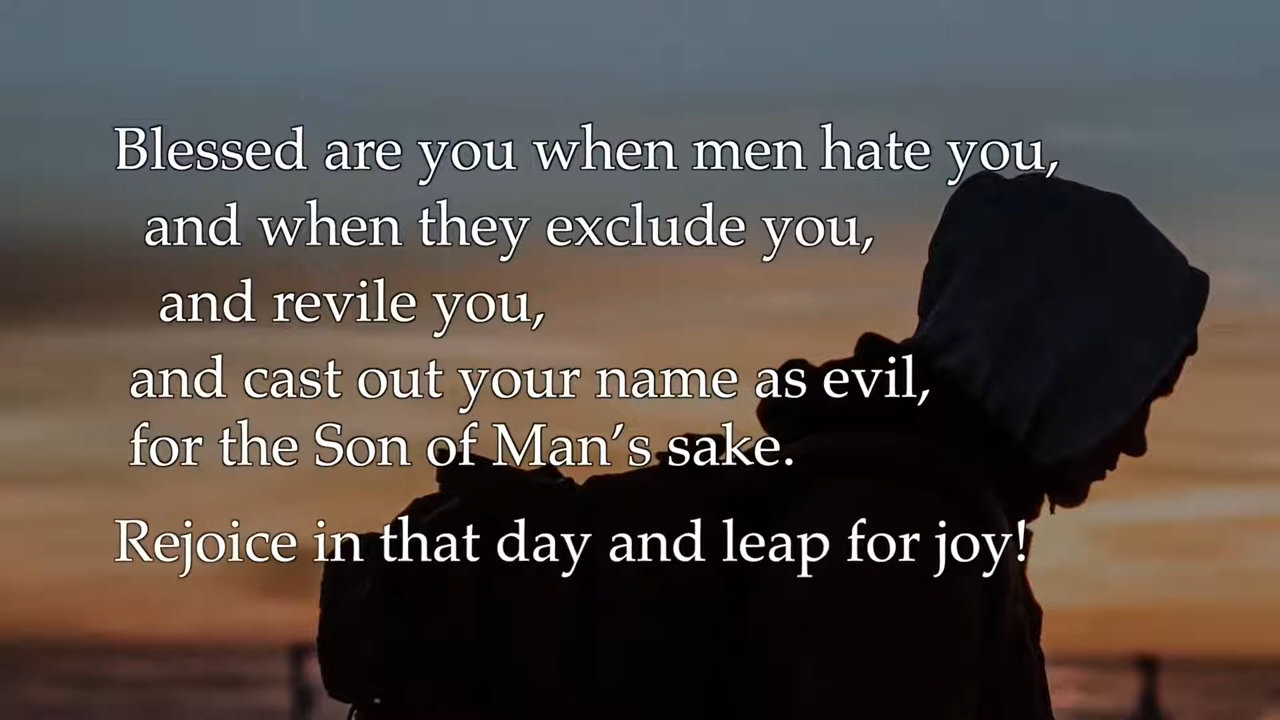 Blessed are you when men hate you,
and when they exclude you,
and revile you,
and cast out your name as evil,
for the Son of Man’s sake.
Rejoice in that day and leap for joy!